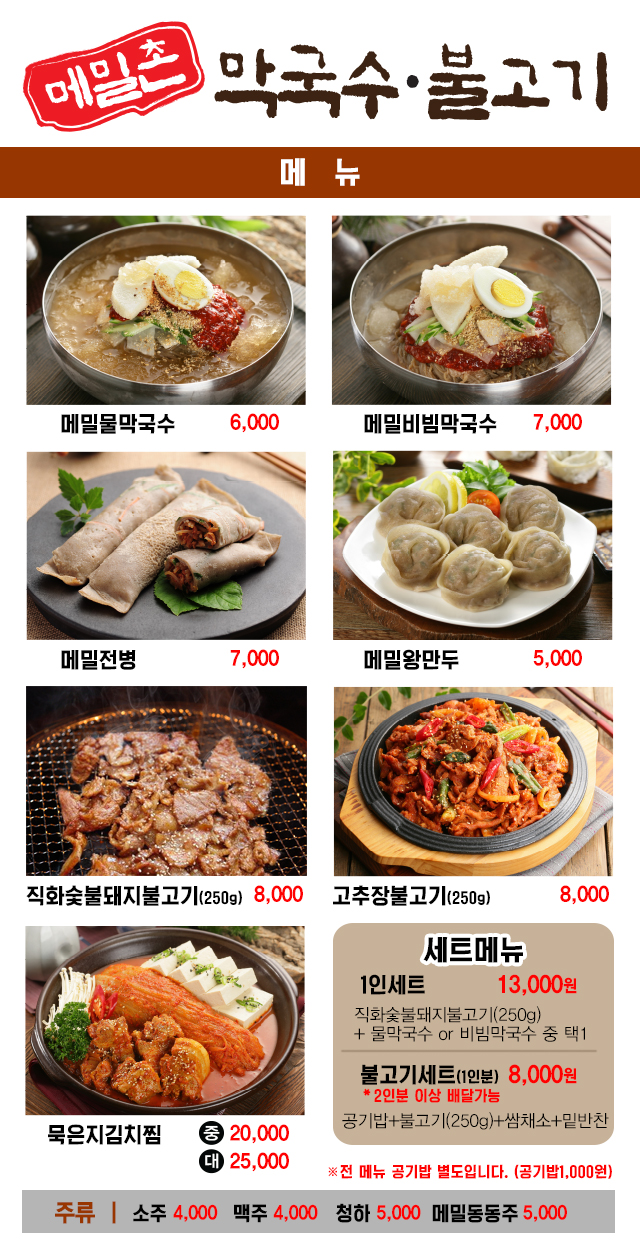 메밀촌 막국수·불고기
메 뉴
메밀물막국수 6,000
메밀비빔막국수 7,000
메밀전병 7,000
메밀왕만두 5,000
직화숯불돼지불고기(250g) 8,000
고추장불고기(250g) 8,000
묵은지김치찜 중 20,000
대 25,000
세트메뉴
1인세트 13,000원
직화숯불돼지불고기(250g)
+ 물막국수 or 비빔막국수 중 택1
불고기세트(1인분) 8,000원
*2인분 이상 배달가능
공기밥+불고기(250g)+쌈채소+밑반찬
※전 메뉴 공기밥 별도입니다. (공기밥1,000원)
주류 | 소주 4,000 맥주 4,000 청하 5,000 메밀동동주 5,000